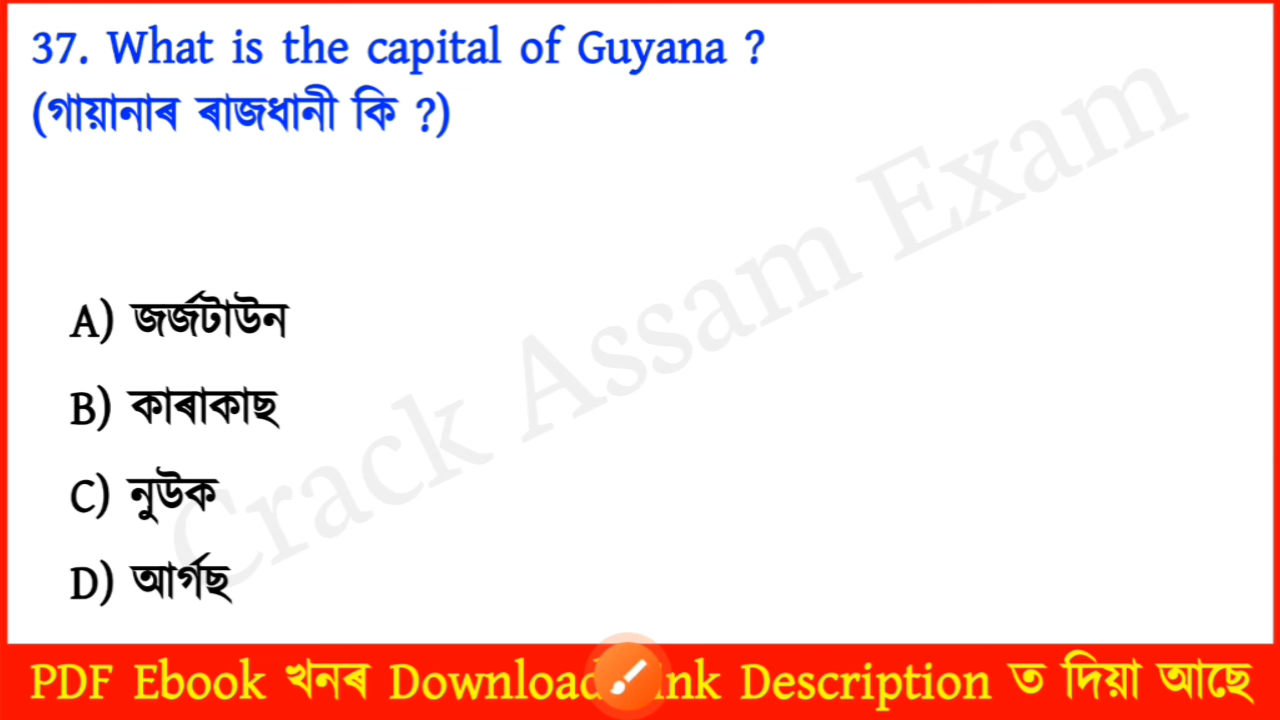 37. What is the capital of Guyana ?
(গায়ানাৰ ৰাজধানী কি ?)
A) জৰ্জটাউন
B) কাৰাকাছ
C) নুউক
D) আৰ্গছ
Crack Assam Exam
PDF Ebook খনৰ Download Description ত দিয়া আছে